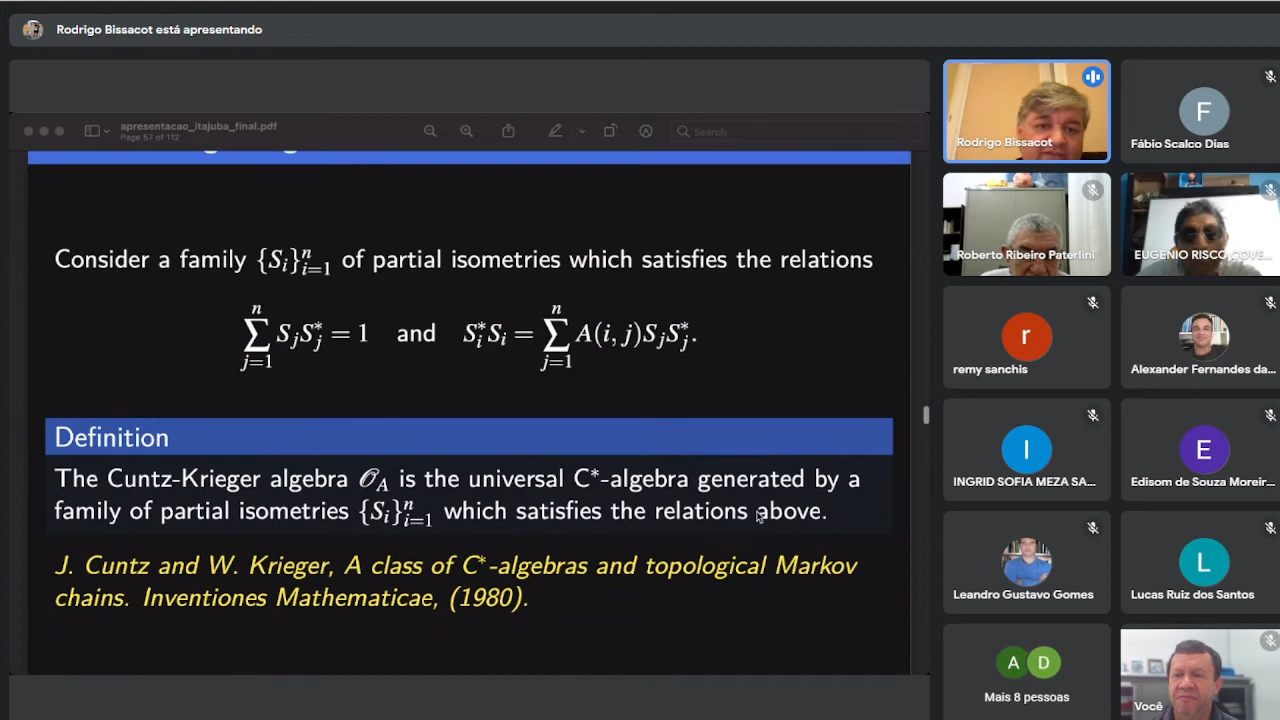 Rodrigo Bissacot está apresentando
apresentacao_itajuba_final.pdf
Page 57 of 112
Search
Consider a family {S_i}_{i=1}^n of partial isometries which satisfies the relations
∑_{j=1}^n S_jS_j^* = 1 and S_i^*S_i = ∑_{j=1}^n A(i, j)S_jS_j^*.
Definition
The Cuntz-Krieger algebra 𝒪_A is the universal C*-algebra generated by a
family of partial isometries {S_i}_{i=1}^n which satisfies the relations above.
J. Cuntz and W. Krieger, A class of C*-algebras and topological Markov
chains. Inventiones Mathematicae, (1980).
Rodrigo Bissacot
F
Fábio Scalco Dias
Roberto Ribeiro Paterlini
EUGENIO RISCO COVE...
r
remy sanchis
Alexander Fernandes da...
I
INGRID SOFIA MEZA SA...
E
Edisom de Souza Moreir...
Leandro Gustavo Gomes
L
Lucas Ruiz dos Santos
A D
Mais 8 pessoas
Você